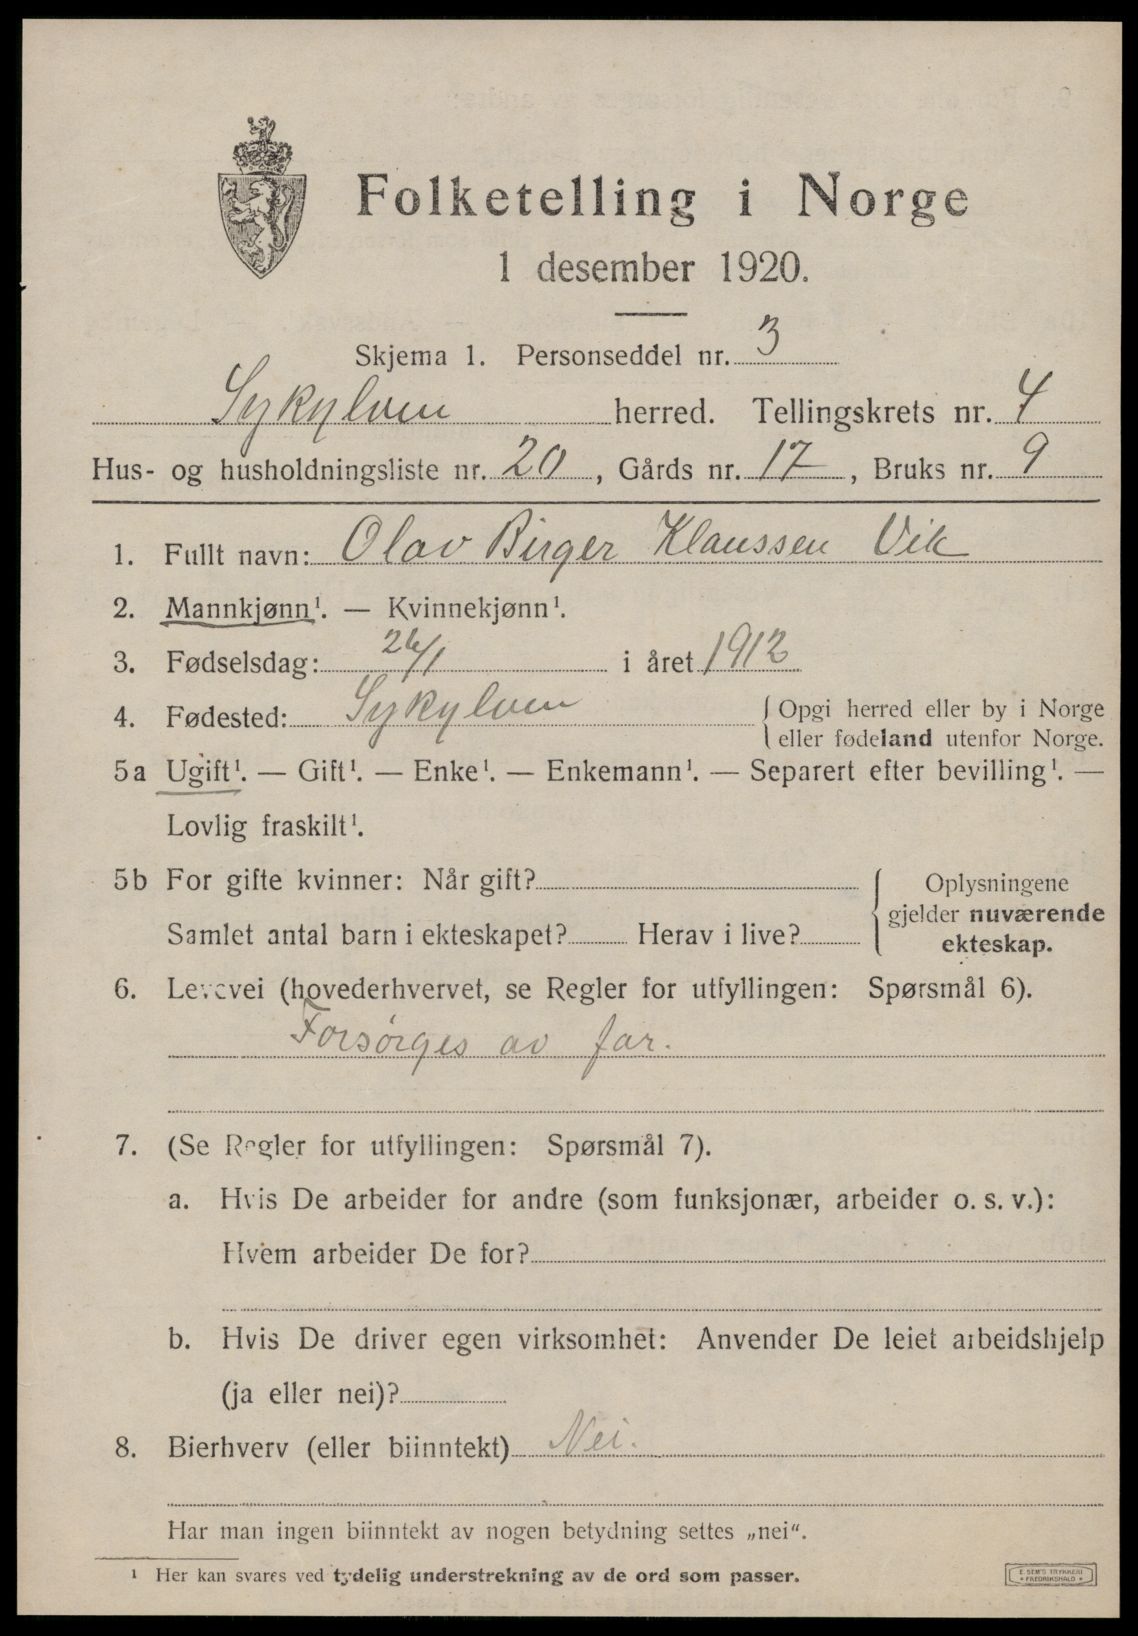 Folketelling i Norge
1 desember 1920.
Skjema 1. Personseddel nr. 3
Sykylven herred. Tellingskrets nr. 4
Hus- og husholdningsliste nr. 20, Gårds nr. 17, Bruks nr. 9
1. Fullt navn: Olav Birger Klaussen Vik
2. Mannkjønn¹. — Kvinnekjønn¹.
3. Fødselsdag: 26/1 i året 1912
4. Fødested: Sykylven { Opgi herred eller by i Norge
eller fødeland utenfor Norge.
5a Ugift¹. — Gift¹. — Enke¹. — Enkemann¹. — Separert efter bevilling¹. —
Lovlig fraskilt¹.
5b For gifte kvinner: Når gift? { Oplysningene
gjelder nuværende
Samlet antal barn i ekteskapet? Herav i live?
ekteskap.
6. Levevei (hovederhvervet, se Regler for utfyllingen: Spørsmål 6).
Forsørges av far.
7. (Se Regler for utfyllingen: Spørsmål 7).
a. Hvis De arbeider for andre (som funksjonær, arbeider o. s. v.):
Hvem arbeider De for?
b. Hvis De driver egen virksomhet: Anvender De leiet arbeidshjelp
(ja eller nei)?
8. Bierhverv (eller biinntekt) Nei.
Har man ingen biinntekt av nogen betydning settes „nei“.
¹ Her kan svares ved tydelig understrekning av de ord som passer.
E. SEM'S TRYKKERI
• FREDRIKSHALD •